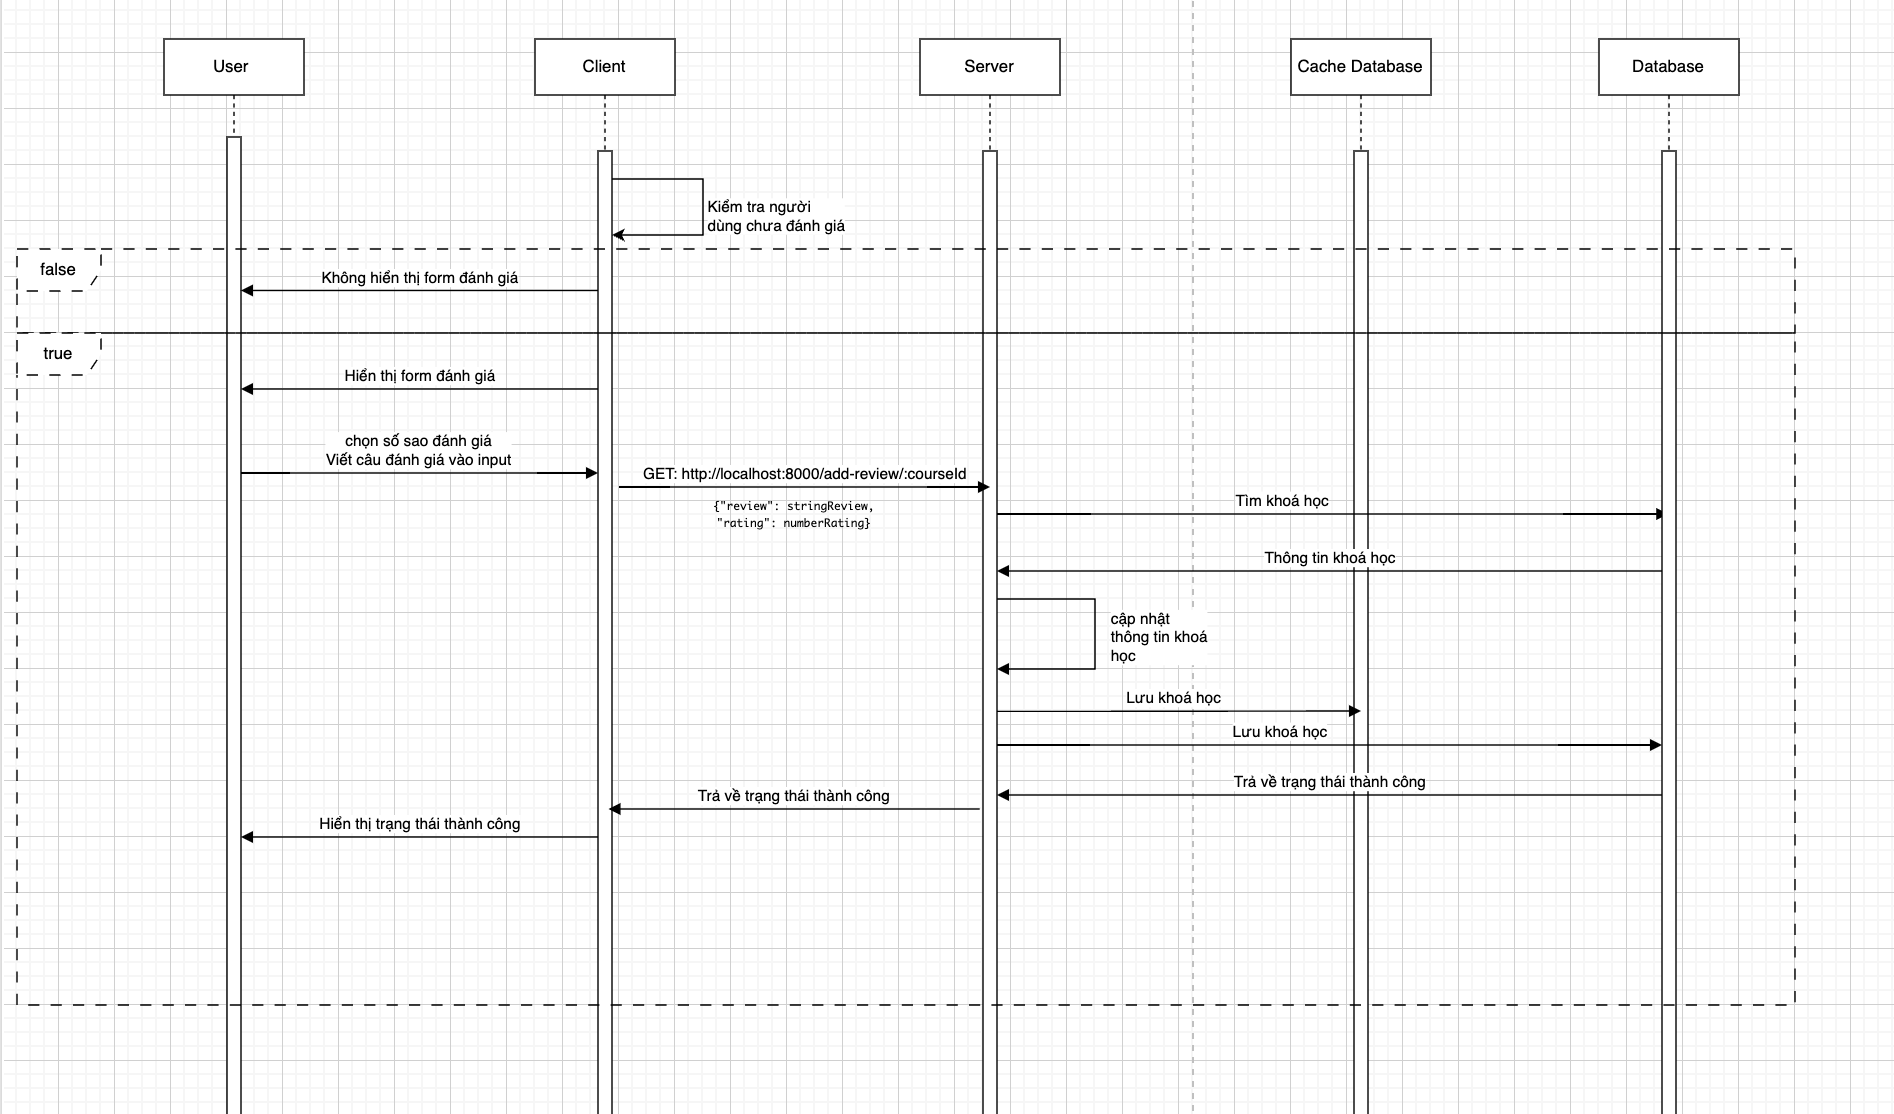 User
Client
Server
Cache Database
Database
Kiểm tra người
dùng chưa đánh giá
false
Không hiển thị form đánh giá
true
Hiển thị form đánh giá
chọn số sao đánh giá
Viết câu đánh giá vào input
GET: http://localhost:8000/add-review/:courseId
{"review": stringReview,
"rating": numberRating}
Tìm khoá học
Thông tin khoá học
cập nhật
thông tin khoá
học
Lưu khoá học
Lưu khoá học
Trả về trạng thái thành công
Trả về trạng thái thành công
Hiển thị trạng thái thành công